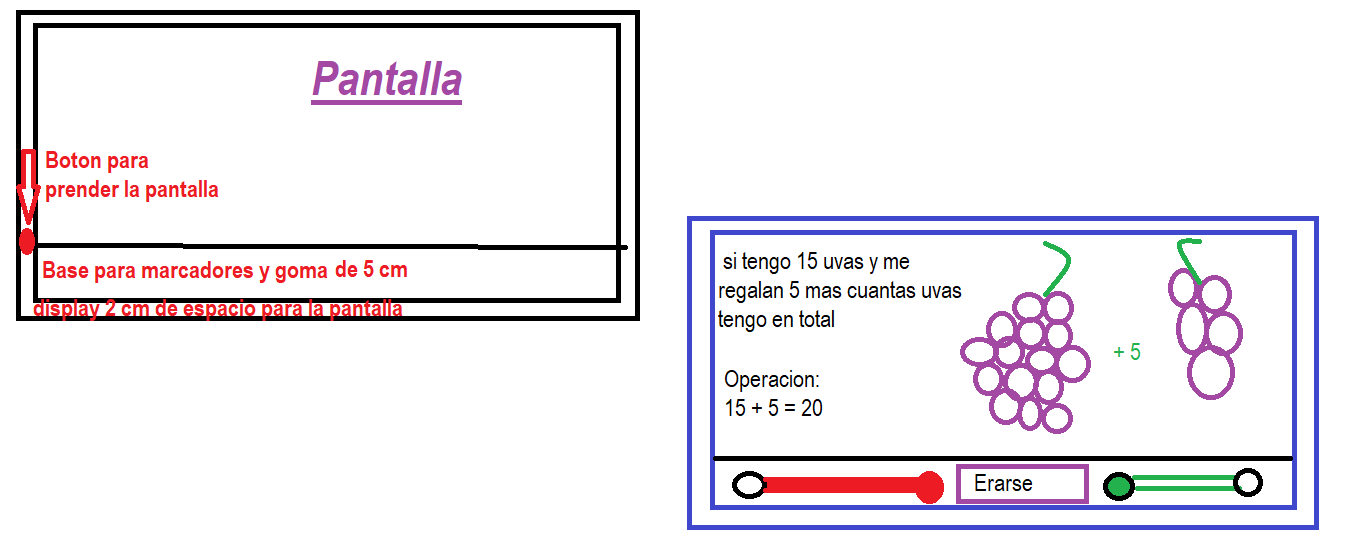 Pantalla
Boton para
prender la pantalla
Base para marcadores y goma de 5 cm
display 2 cm de espacio para la pantalla
si tengo 15 uvas y me
regalan 5 mas cuantas uvas
tengo en total
+ 5
Operacion:
15 + 5 = 20
Erarse